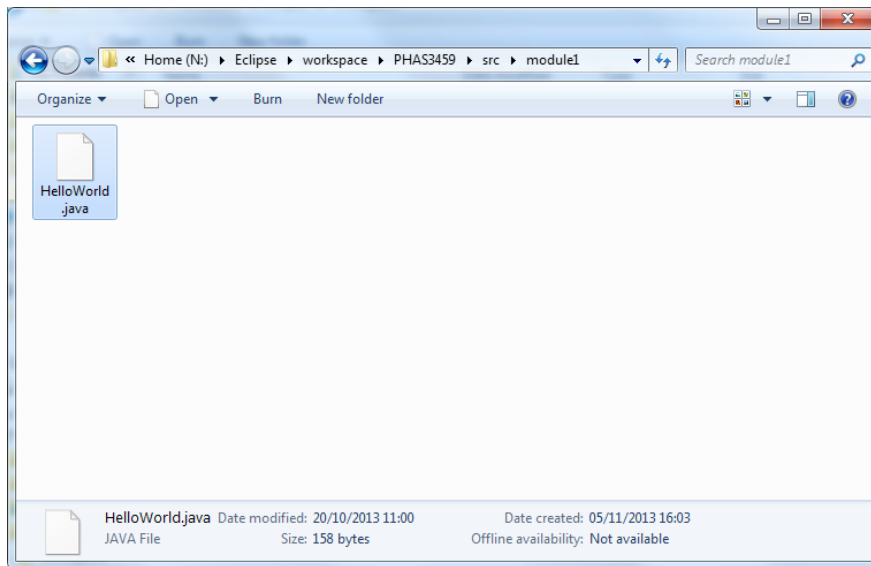 « Home (N:) ▸ Eclipse ▸ workspace ▸ PHAS3459 ▸ src ▸ module1 Search module1
Organize Open Burn New folder
HelloWorld
.java
HelloWorld.java Date modified: 20/10/2013 11:00 Date created: 05/11/2013 16:03
JAVA File Size: 158 bytes Offline availability: Not available